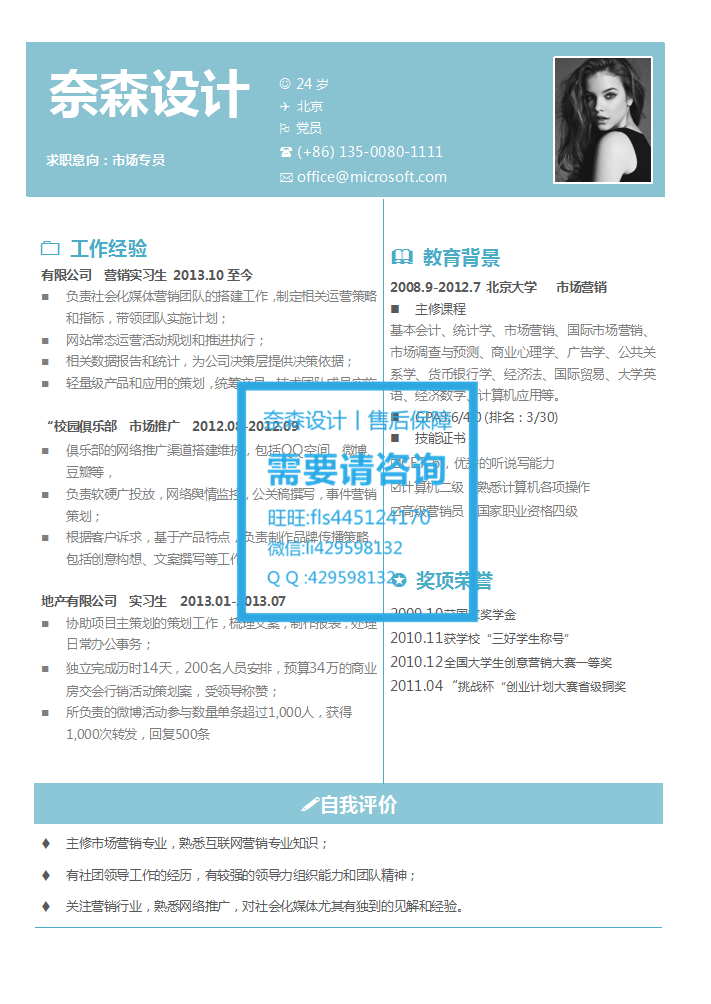 奈森设计
求职意向：市场专员
24 岁
北京
党员
(+86) 135-0080-1111
office@microsoft.com
工作经验
有限公司 营销实习生 2013.10 至今
■ 负责社会化媒体营销团队的搭建工作，制定相关运营策略
和指标，带领团队实施计划；
■ 网站常态运营活动规划和推进执行；
■ 相关数据报告和统计，为公司决策层提供决策依据；
■ 轻量级产品和应用的策划，统筹产品、技术团队成员实施
“校园俱乐部 市场推广 2012.08-2012.09
■ 俱乐部的网络推广渠道搭建维护，包括QQ空间、微博、
豆瓣等，
■ 负责软硬广投放，网络舆情监控，公关稿撰写，事件营销
策划；
■ 根据客户诉求，基于产品特点，负责制作品牌传播策略，
包括创意构想、文案撰写等工作
地产有限公司 实习生 2013.01-2013.07
■ 协助项目主策划的策划工作，梳理文案，制作报表，处理
日常办公事务；
■ 独立完成历时14天，200名人员安排，预算34万的商业
房交会行销活动策划案，受领导称赞；
■ 所负责的微博活动参与数量单条超过1,000人，获得
1,000次转发，回复500条
教育背景
2008.9-2012.7 北京大学 市场营销
■ 主修课程
基本会计、统计学、市场营销、国际市场营销、
市场调查与预测、商业心理学、广告学、公共关
系学、货币银行学、经济法、国际贸易、大学英
语、经济数学、计算机应用等。
■ GPA3.6/4.0 (排名：3/30)
■ 技能证书
☑CET-6，优秀的听说写能力
☑计算机二级，熟悉计算机各项操作
☑高级营销员，国家职业资格四级
奖项荣誉
2009.10获国家奖学金
2010.11获学校“三好学生称号”
2010.12全国大学生创意营销大赛一等奖
2011.04“挑战杯“创业计划大赛省级铜奖
奈森设计丨售后保障
需要请咨询
旺旺:fls445124170
微信:li429598132
Q Q :429598132
自我评价
♦ 主修市场营销专业，熟悉互联网营销专业知识；
♦ 有社团领导工作的经历，有较强的领导力组织能力和团队精神；
♦ 关注营销行业，熟悉网络推广，对社会化媒体尤其有独到的见解和经验。